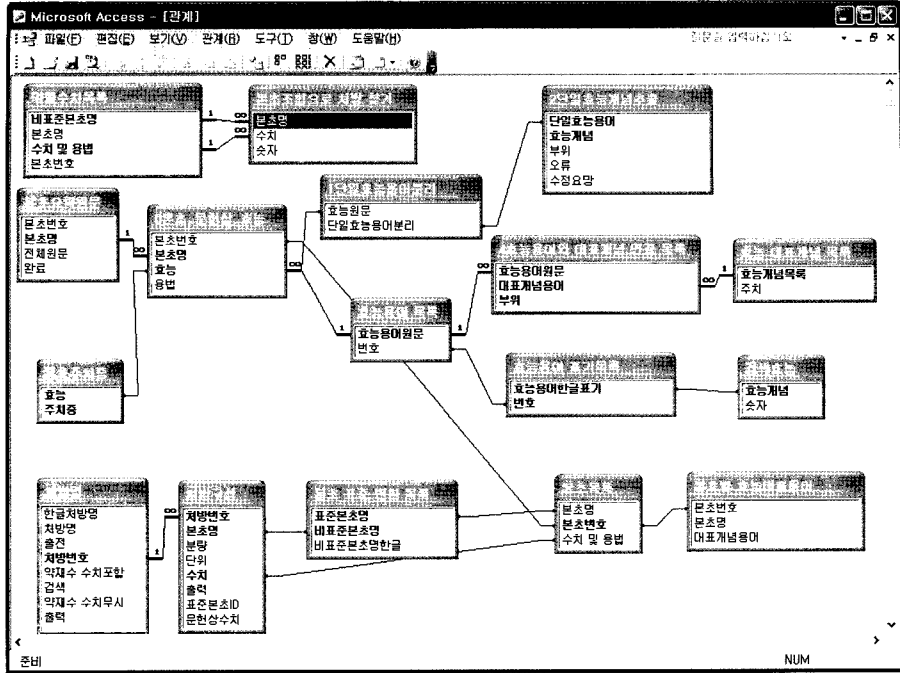 Microsoft Access - [관계]
파일(F) 편집(E) 보기(V) 관계(R) 도구(T) 창(W) 도움말(H)
비표준본초명
본초명
수치 및 용법
본초번호
본초명
수치
숫자
단일효능용어
효능개념
부위
오류
수정요망
본초번호
본초명
전체원문
완료
본초번호
본초명
효능
용법
효능원문
단일효능용어분리
효능용어원문
대표개념용어
부위
효능개념목록
주치
효능용어원문
번호
효능
주치증
효능용어한글표기
번호
효능개념
숫자
한글처방명
처방명
출전
처방번호
약재수 수치포함
검색
약재수 수치무시
출력
처방번호
본초명
분량
단위
수치
출력
표준본초ID
문헌상수치
표준본초명
비표준본초명
비표준본초명한글
본초명
본초번호
수치 및 용법
본초번호
본초명
대표개념용어
준비
NUM